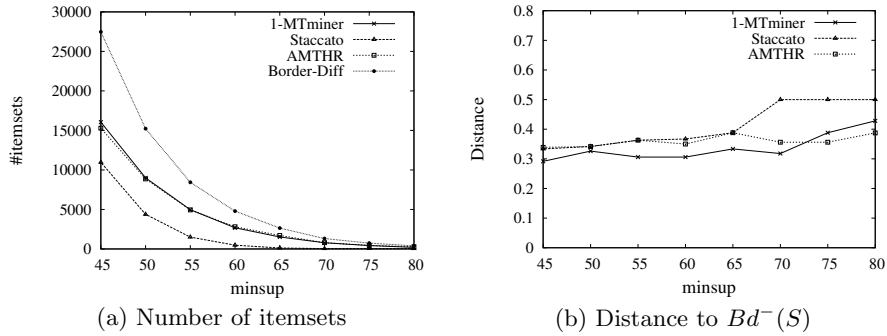 30000
25000
20000
15000
10000
5000
0
#itemsets
45 50 55 60 65 70 75 80
minsup
1-MTminer
Staccato
AMTHR
Border-Diff
(a) Number of itemsets
0.8
0.7
0.6
0.5
0.4
0.3
0.2
0.1
0
Distance
45 50 55 60 65 70 75 80
minsup
1-MTminer
Staccato
AMTHR
(b) Distance to Bd⁻(S)